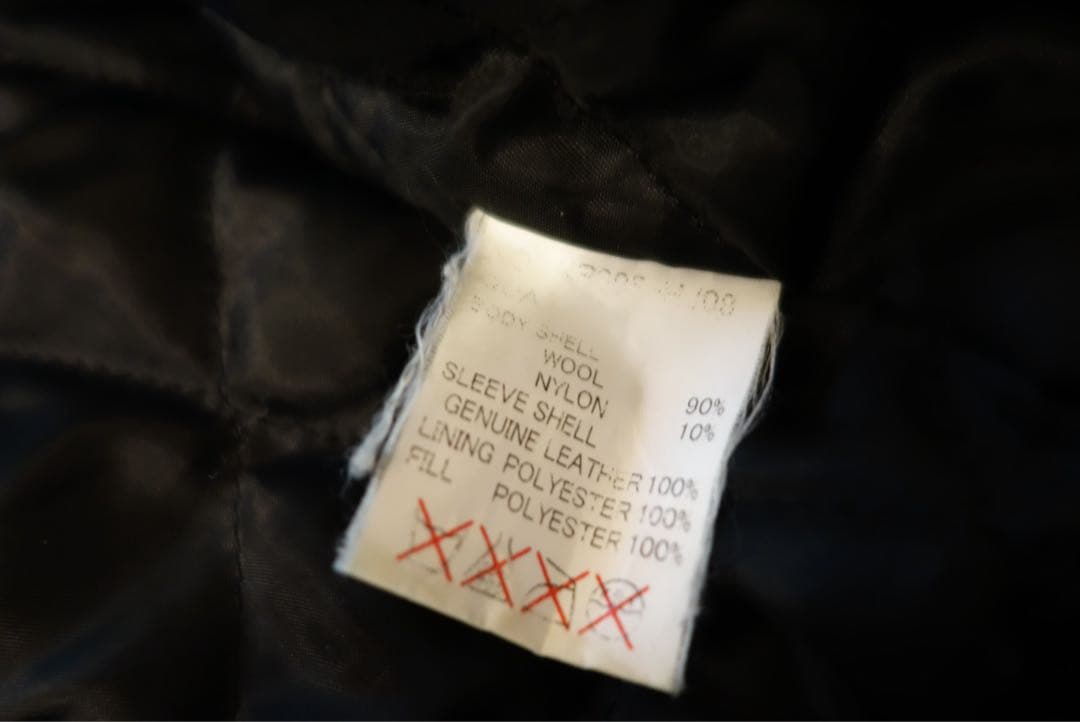 BODY SHELL
WOOL 90%
NYLON 10%
SLEEVE SHELL
GENUINE LEATHER 100%
LINING POLYESTER 100%
FILL POLYESTER 100%